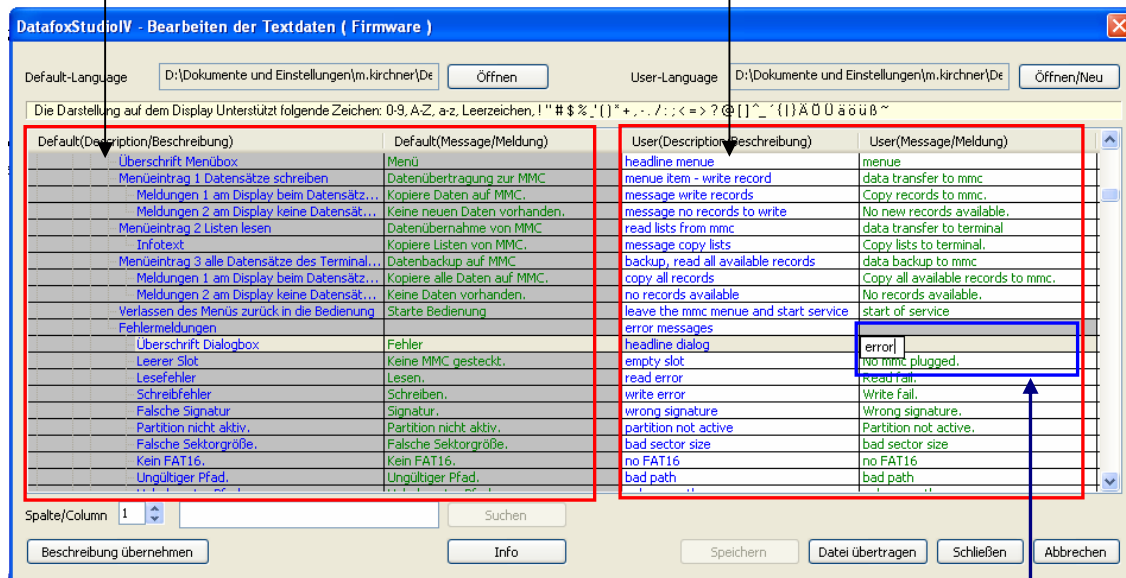 DatafoxStudioIV - Bearbeiten der Textdaten ( Firmware )
Default-Language D:\Dokumente und Einstellungen\m.kirchner\De Öffnen User-Language D:\Dokumente und Einstellungen\m.kirchner\De Öffnen/Neu
Die Darstellung auf dem Display Unterstützt folgende Zeichen: 0-9, A-Z, a-z, Leerzeichen, ! " # $ % ' ( ) * + , - . / : ; < = > ? @ [ ] ^ _ ´ { | } Ä Ö Ü ä ö ü ß ~
Default(Description/Beschreibung) Default(Message/Meldung) User(Description/Beschreibung) User(Message/Meldung)
Überschrift Menübox Menü headline menue menue
Menüeintrag 1 Datensätze schreiben Datenübertragung zur MMC menue item - write record data transfer to mmc
Meldungen 1 am Display beim Datensätz... Kopiere Daten auf MMC. message write records Copy records to mmc.
Meldungen 2 am Display keine Datensät... Keine neuen Daten vorhanden. message no records to write No new records available.
Menüeintrag 2 Listen lesen Datenübernahme von MMC read lists from mmc data transfer to terminal
Infotext Kopiere Listen von MMC. message copy lists Copy lists to terminal.
Menüeintrag 3 alle Datensätze des Terminal... Datenbackup auf MMC backup, read all available records data backup to mmc
Meldungen 1 am Display beim Datensätz... Kopiere alle Daten auf MMC. copy all records Copy all available records to mmc.
Meldungen 2 am Display keine Datensät... Keine Daten vorhanden. no records available No records available.
Verlassen des Menüs zurück in die Bedienung Starte Bedienung leave the mmc menue and start service start of service
Fehlermeldungen error messages
Überschrift Dialogbox Fehler headline dialog error
Leerer Slot Keine MMC gesteckt. empty slot No mmc plugged.
Lesefehler Lesen. read error Read fail.
Schreibfehler Schreiben. write error Write fail.
Falsche Signatur Signatur. wrong signature Wrong signature.
Partition nicht aktiv. Partition nicht aktiv. partition not active Partition not active.
Falsche Sektorgröße. Falsche Sektorgröße. bad sector size bad sector size
Kein FAT16. Kein FAT16. no FAT16 no FAT16
Ungültiger Pfad. Ungültiger Pfad. bad path bad path
Spalte/Column 1 Suchen
Beschreibung übernehmen Info Speichern Datei übertragen Schließen Abbrechen